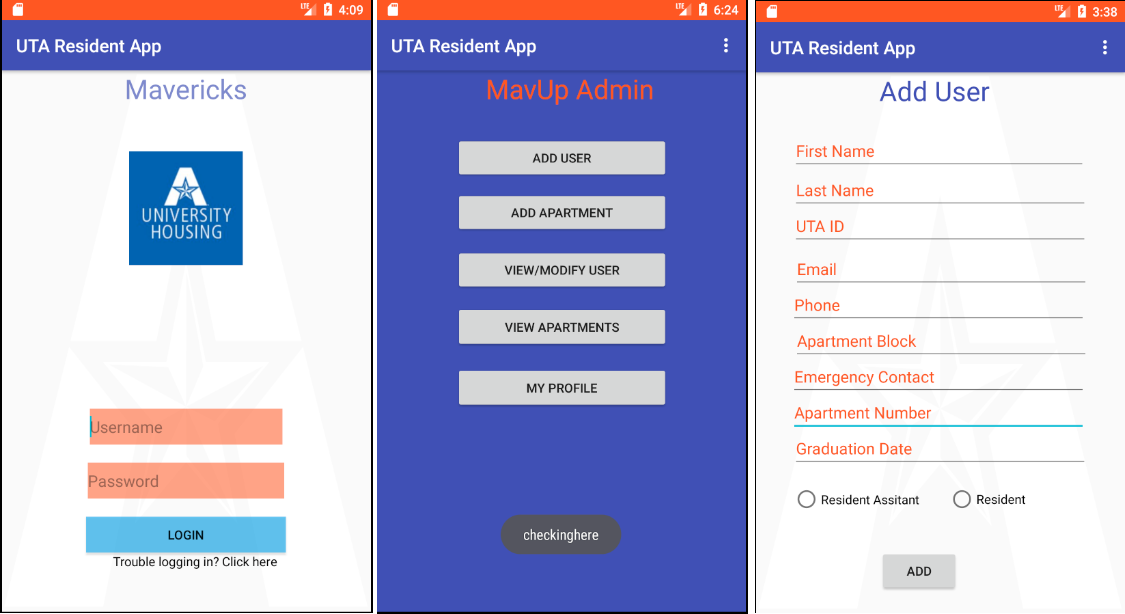 LTE 4:09
UTA Resident App
Mavericks
A
UNIVERSITY
HOUSING
Username
Password
LOGIN
Trouble logging in? Click here
LTE 6:24
UTA Resident App
MavUp Admin
ADD USER
ADD APARTMENT
VIEW/MODIFY USER
VIEW APARTMENTS
MY PROFILE
checkinghere
LTE 3:38
UTA Resident App
Add User
First Name
Last Name
UTA ID
Email
Phone
Apartment Block
Emergency Contact
Apartment Number
Graduation Date
Resident Assitant Resident
ADD